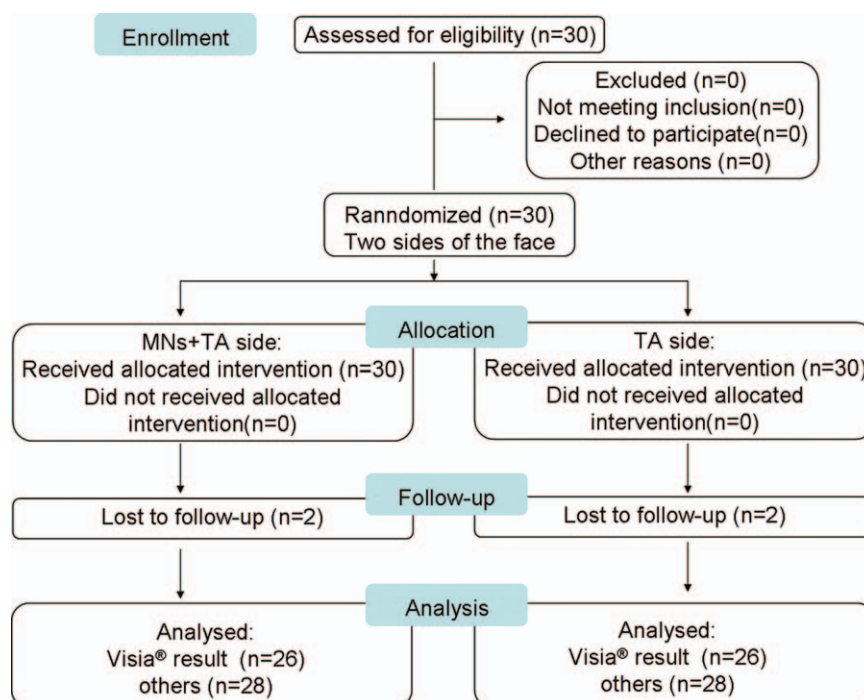 Enrollment
Assessed for eligibility (n=30)
Excluded (n=0)
Not meeting inclusion(n=0)
Declined to participate(n=0)
Other reasons (n=0)
Ranndomized (n=30)
Two sides of the face
Allocation
MNs+TA side:
Received allocated intervention (n=30)
Did not received allocated
intervention(n=0)
TA side:
Received allocated intervention (n=30)
Did not received allocated
intervention(n=0)
Follow-up
Lost to follow-up (n=2)
Lost to follow-up (n=2)
Analysis
Analysed:
Visia® result (n=26)
others (n=28)
Analysed:
Visia® result (n=26)
others (n=28)